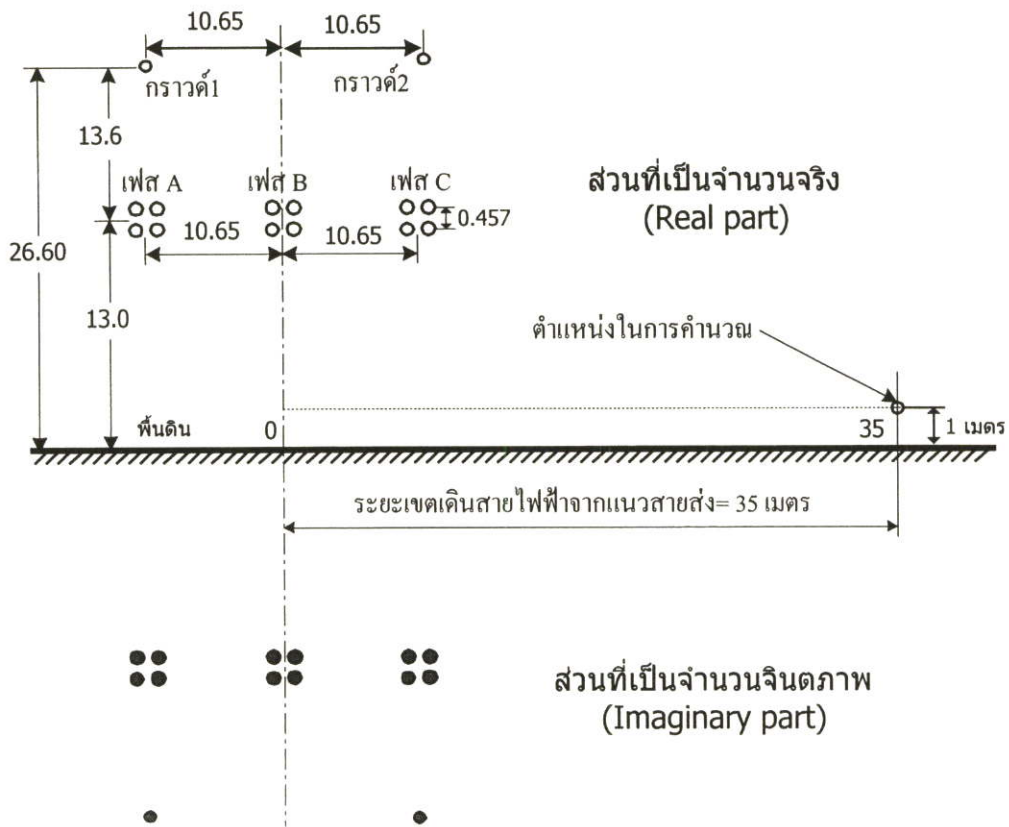 10.65 10.65
กราวค์1 กราวค์2
13.6
เฟส A เฟส B เฟส C
ส่วนที่เป็นจำนวนจริง
(Real part)
0.457
10.65 10.65
26.60
13.0
ตำแหน่งในการคำนวณ
พื้นดิน 0 35 1 เมตร
ระยะเขตเดินสายไฟฟ้าจากแนวสายส่ง= 35 เมตร
ส่วนที่เป็นจำนวนจินตภาพ
(Imaginary part)